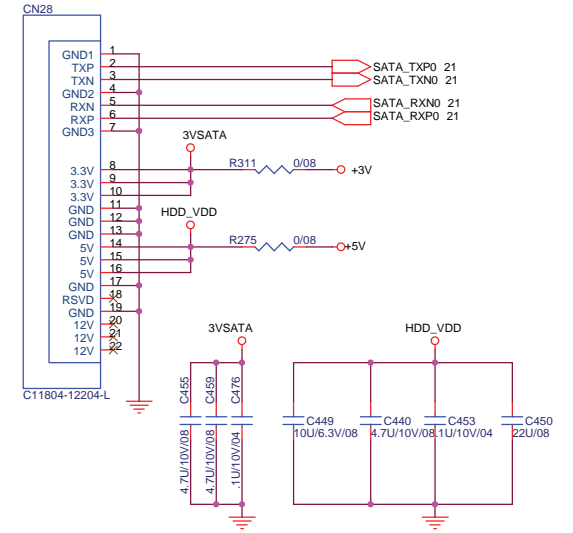 CN28
GND1 1
TXP 2 SATA_TXP0 21
TXN 3 SATA_TXN0 21
GND2 4
RXN 5 SATA_RXN0 21
RXP 6 SATA_RXP0 21
GND3 7
3VSATA
3.3V 8 R311 0/08 +3V
3.3V 9
3.3V 10
GND 11
GND 12
GND 13
HDD_VDD
5V 14 R275 0/08 +5V
5V 15
5V 16
GND 17
RSVD 18
GND 19
12V 20
12V 21
12V 22
C11804-12204-L
3VSATA
C455
4.7U/10V/08
C459
4.7U/10V/08
C476
.1U/10V/04
HDD_VDD
C449
10U/6.3V/08
C440
4.7U/10V/08
C453
.1U/10V/04
C450
22U/08